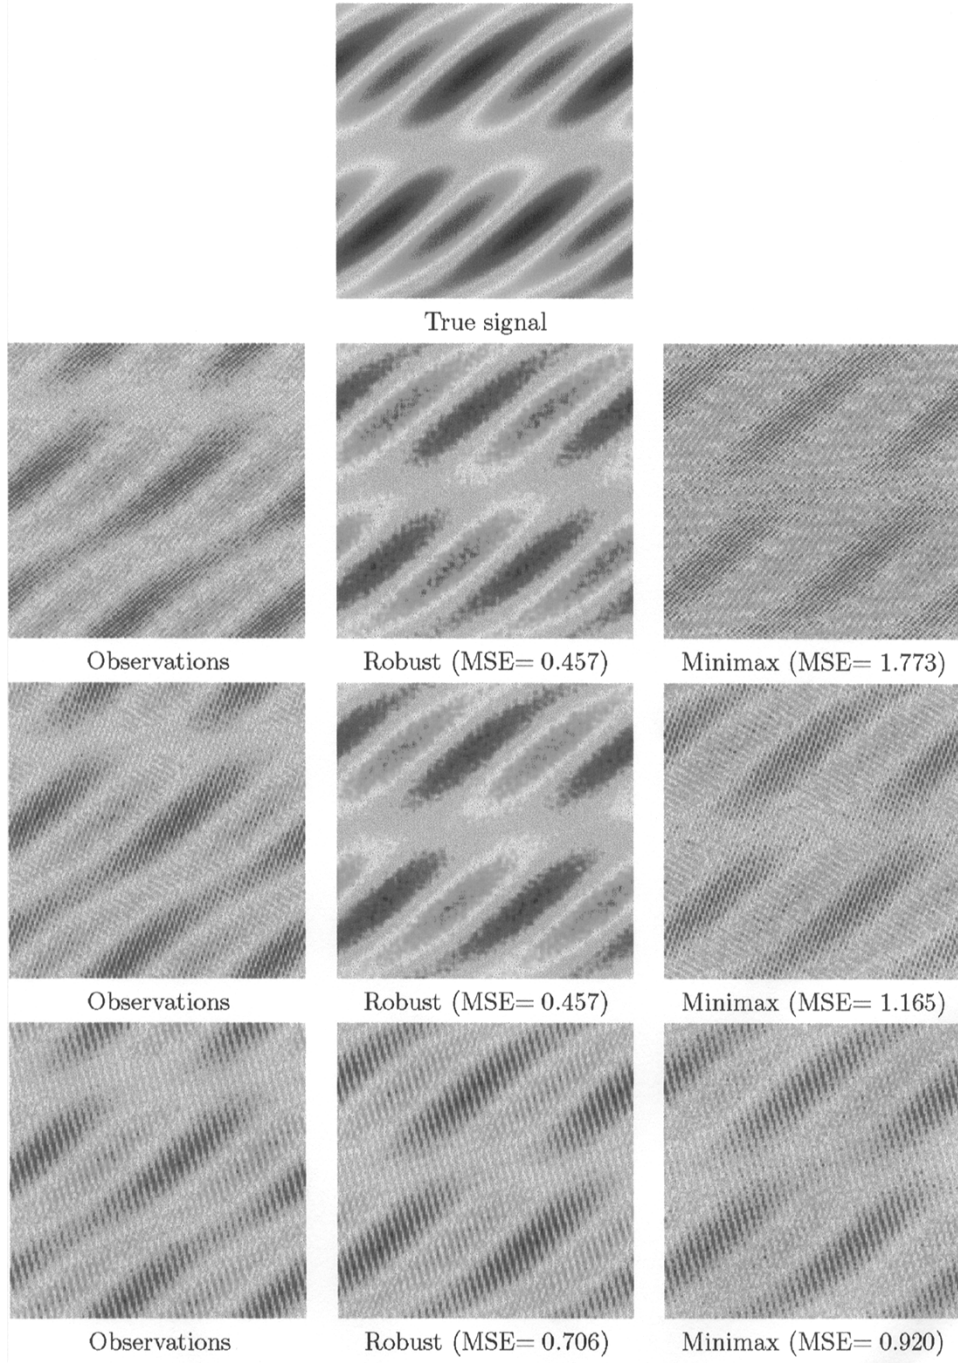 True signal
Observations
Robust (MSE= 0.457)
Minimax (MSE= 1.773)
Observations
Robust (MSE= 0.457)
Minimax (MSE= 1.165)
Observations
Robust (MSE= 0.706)
Minimax (MSE= 0.920)